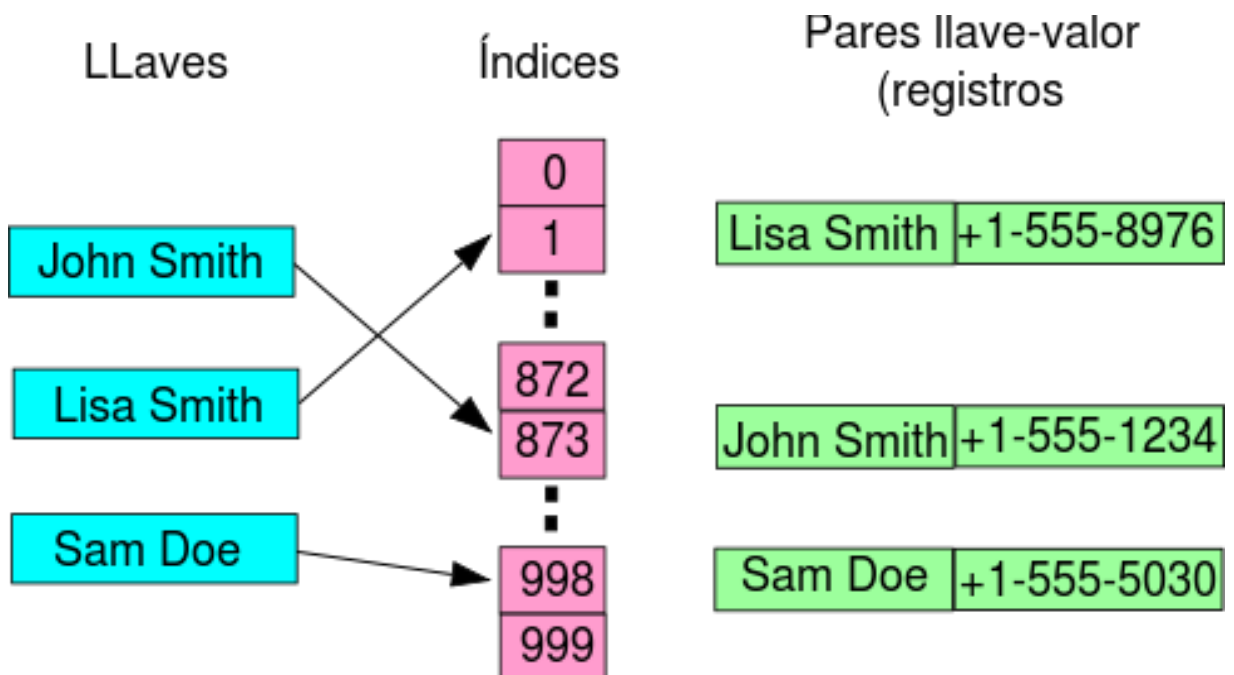 LLaves
Índices
Pares llave-valor
(registros
John Smith
Lisa Smith
Sam Doe
0
1
872
873
998
999
Lisa Smith +1-555-8976
John Smith +1-555-1234
Sam Doe +1-555-5030